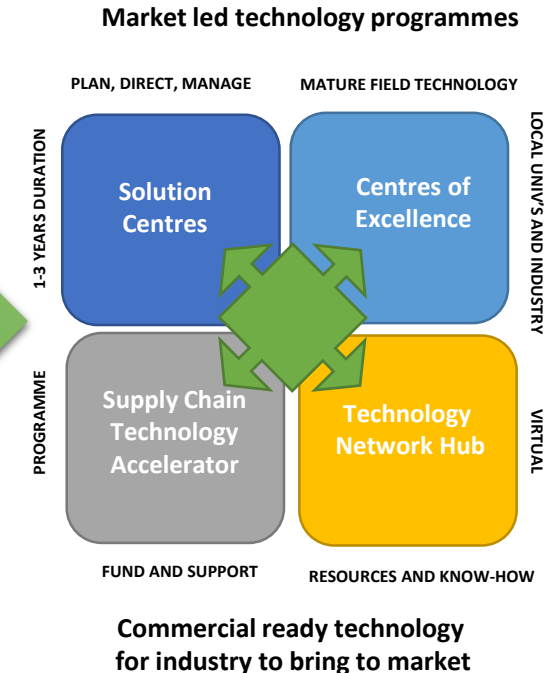 Market led technology programmes
PLAN, DIRECT, MANAGE
MATURE FIELD TECHNOLOGY
1-3 YEARS DURATION
Solution
Centres
Centres of
Excellence
LOCAL UNIV'S AND INDUSTRY
PROGRAMME
Supply Chain
Technology
Accelerator
Technology
Network Hub
VIRTUAL
FUND AND SUPPORT
RESOURCES AND KNOW-HOW
Commercial ready technology
for industry to bring to market